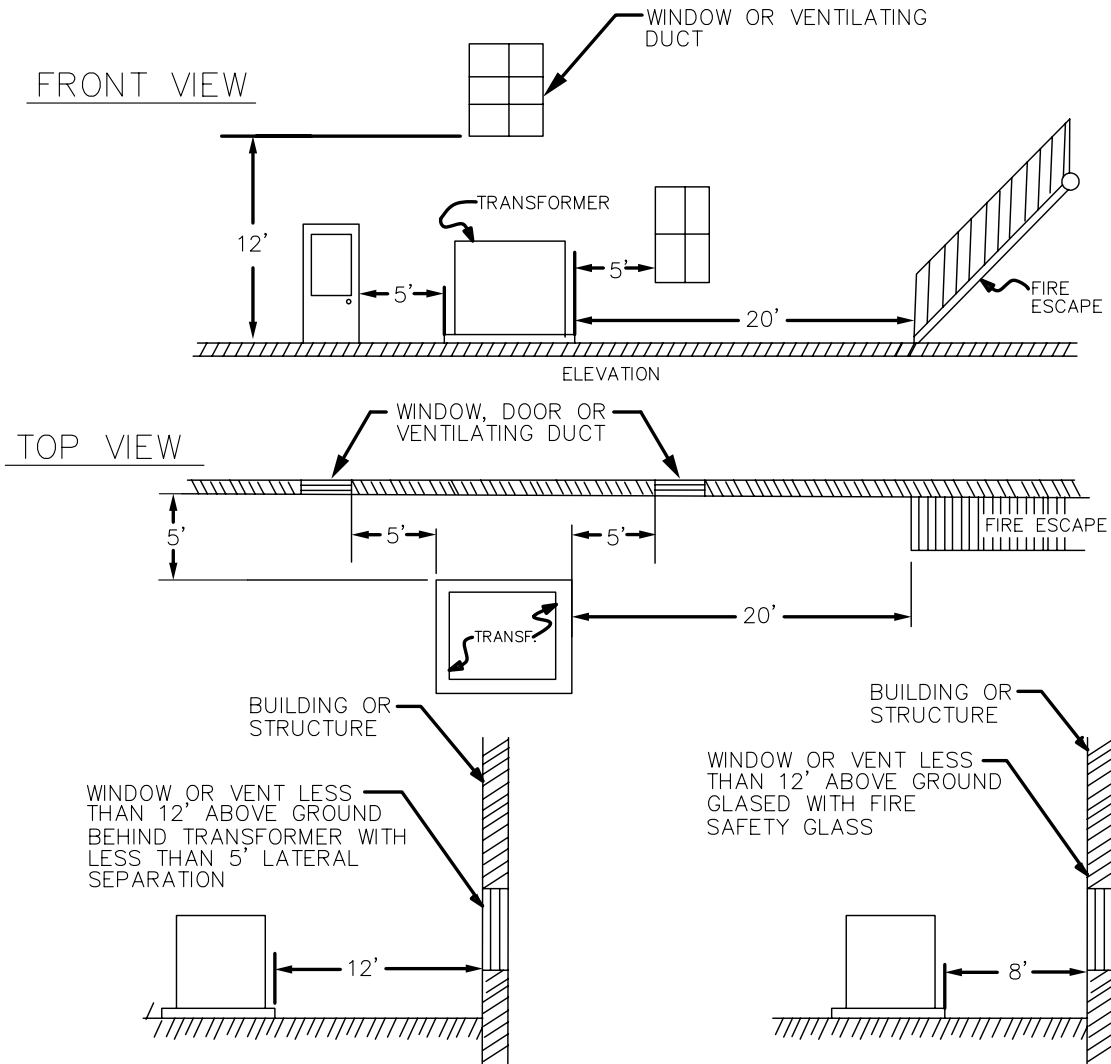 WINDOW OR VENTILATING
DUCT
FRONT VIEW
TRANSFORMER
12'
5'
5'
20'
FIRE
ESCAPE
ELEVATION
WINDOW, DOOR OR
VENTILATING DUCT
TOP VIEW
5'
5'
5'
FIRE ESCAPE
20'
TRANSF.
BUILDING OR
STRUCTURE
WINDOW OR VENT LESS
THAN 12' ABOVE GROUND
BEHIND TRANSFORMER WITH
LESS THAN 5' LATERAL
SEPARATION
12'
BUILDING OR
STRUCTURE
WINDOW OR VENT LESS
THAN 12' ABOVE GROUND
GLASED WITH FIRE
SAFETY GLASS
8'